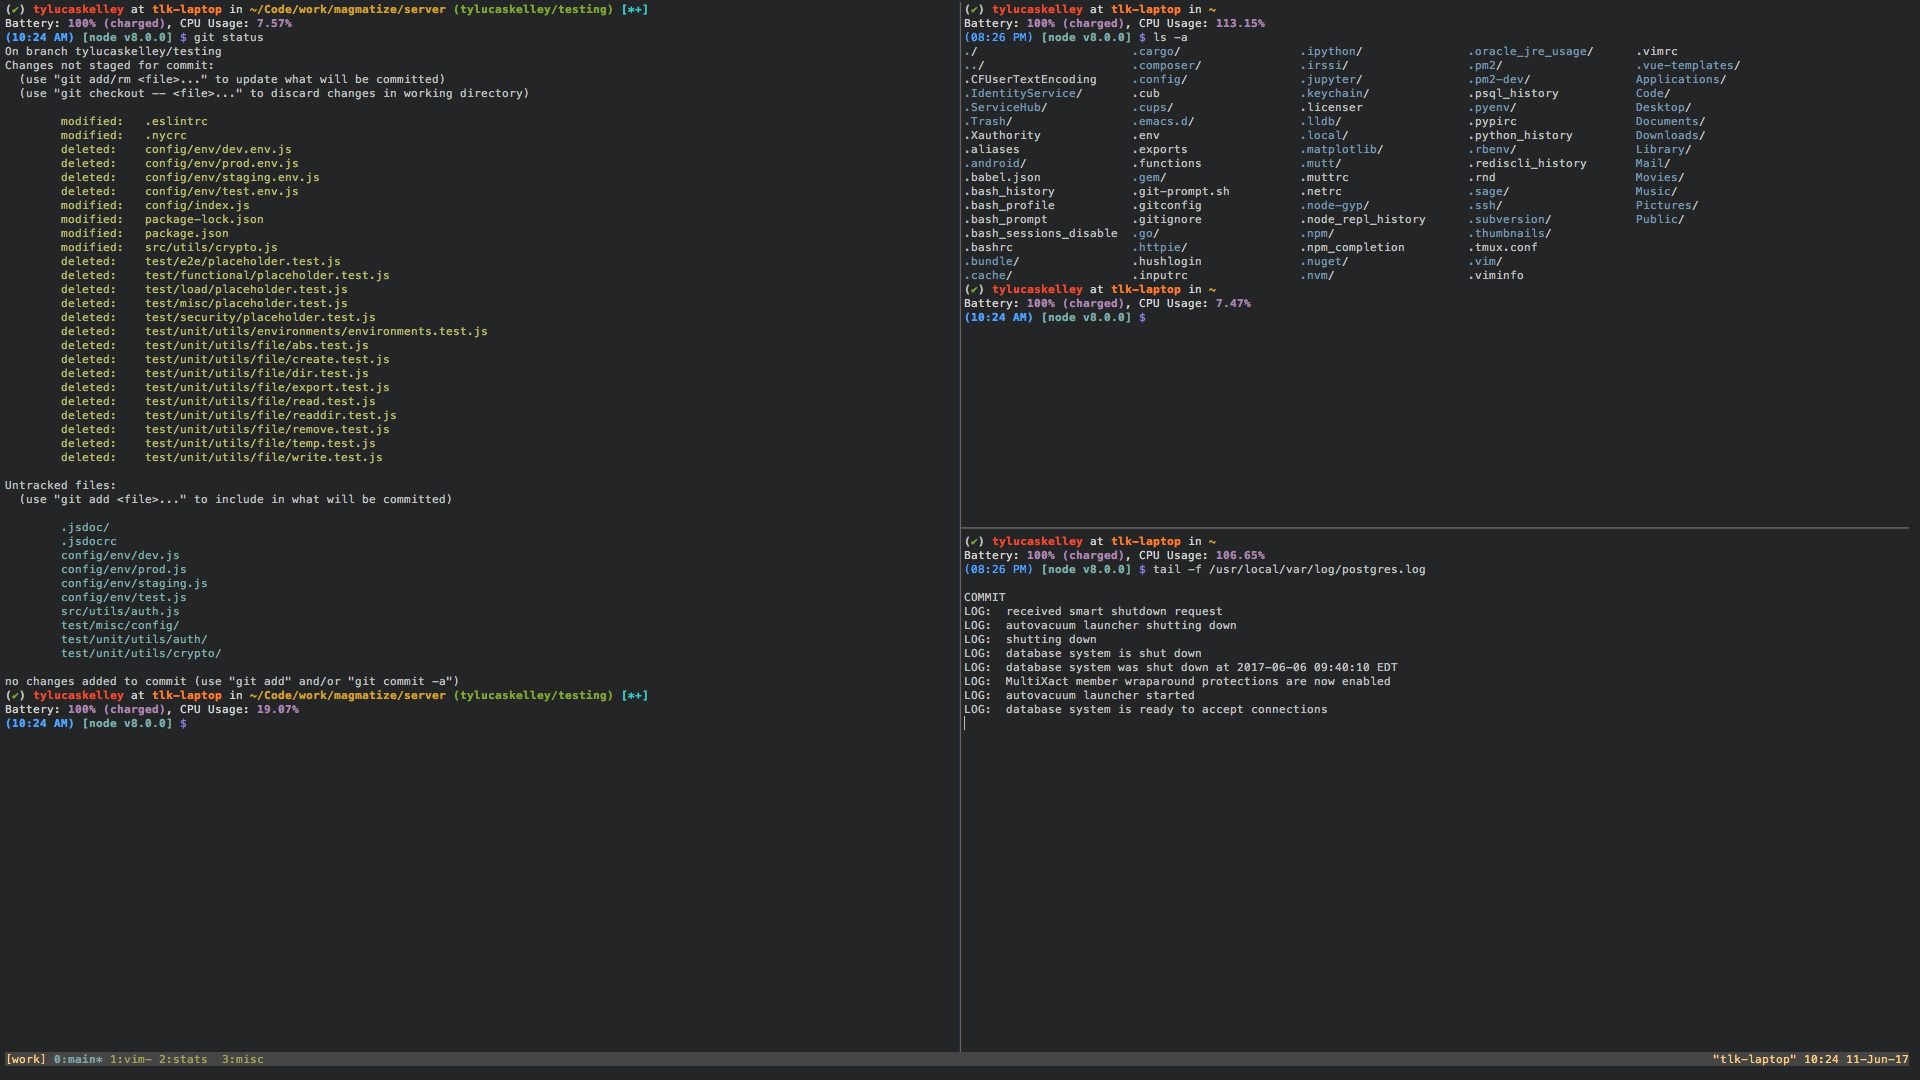 (✔) tylucaskelley at tlk-laptop in ~/Code/work/magmatize/server (tylucaskelley/testing) [*+]
Battery: 100% (charged), CPU Usage: 7.57%
(10:24 AM) [node v8.0.0] $ git status
On branch tylucaskelley/testing
Changes not staged for commit:
  (use "git add/rm <file>..." to update what will be committed)
  (use "git checkout -- <file>..." to discard changes in working directory)
        modified:   .eslintrc
        modified:   .nycrc
        deleted:    config/env/dev.env.js
        deleted:    config/env/prod.env.js
        deleted:    config/env/staging.env.js
        deleted:    config/env/test.env.js
        modified:   config/index.js
        modified:   package-lock.json
        modified:   package.json
        modified:   src/utils/crypto.js
        deleted:    test/e2e/placeholder.test.js
        deleted:    test/functional/placeholder.test.js
        deleted:    test/load/placeholder.test.js
        deleted:    test/misc/placeholder.test.js
        deleted:    test/security/placeholder.test.js
        deleted:    test/unit/utils/environments/environments.test.js
        deleted:    test/unit/utils/file/abs.test.js
        deleted:    test/unit/utils/file/create.test.js
        deleted:    test/unit/utils/file/dir.test.js
        deleted:    test/unit/utils/file/export.test.js
        deleted:    test/unit/utils/file/read.test.js
        deleted:    test/unit/utils/file/readdir.test.js
        deleted:    test/unit/utils/file/remove.test.js
        deleted:    test/unit/utils/file/temp.test.js
        deleted:    test/unit/utils/file/write.test.js
Untracked files:
  (use "git add <file>..." to include in what will be committed)
        .jsdoc/
        .jsdocrc
        config/env/dev.js
        config/env/prod.js
        config/env/staging.js
        config/env/test.js
        src/utils/auth.js
        test/misc/config/
        test/unit/utils/auth/
        test/unit/utils/crypto/
no changes added to commit (use "git add" and/or "git commit -a")
(✔) tylucaskelley at tlk-laptop in ~/Code/work/magmatize/server (tylucaskelley/testing) [*+]
Battery: 100% (charged), CPU Usage: 19.07%
(10:24 AM) [node v8.0.0] $
(✔) tylucaskelley at tlk-laptop in ~
Battery: 100% (charged), CPU Usage: 113.15%
(08:26 PM) [node v8.0.0] $ ls -a
./                      .cargo/                 .ipython/               .oracle_jre_usage/      .vimrc
../                     .composer/              .irssi/                 .pm2/                   .vue-templates/
.CFUserTextEncoding     .config/                .jupyter/               .pm2-dev/               Applications/
.IdentityService/       .cub                    .keychain/              .psql_history           Code/
.ServiceHub/            .cups/                  .licenser               .pyenv/                 Desktop/
.Trash/                 .emacs.d/               .lldb/                  .pypirc                 Documents/
.Xauthority             .env                    .local/                 .python_history         Downloads/
.aliases                .exports                .matplotlib/            .rbenv/                 Library/
.android/               .functions              .mutt/                  .rediscli_history       Mail/
.babel.json             .gem/                   .muttrc                 .rnd                    Movies/
.bash_history           .git-prompt.sh          .netrc                  .sage/                  Music/
.bash_profile           .gitconfig              .node-gyp/              .ssh/                   Pictures/
.bash_prompt            .gitignore              .node_repl_history      .subversion/            Public/
.bash_sessions_disable  .go/                    .npm/                   .thumbnails/
.bashrc                 .httpie/                .npm_completion         .tmux.conf
.bundle/                .hushlogin              .nuget/                 .vim/
.cache/                 .inputrc                .nvm/                   .viminfo
(✔) tylucaskelley at tlk-laptop in ~
Battery: 100% (charged), CPU Usage: 7.47%
(10:24 AM) [node v8.0.0] $
(✔) tylucaskelley at tlk-laptop in ~
Battery: 100% (charged), CPU Usage: 106.65%
(08:26 PM) [node v8.0.0] $ tail -f /usr/local/var/log/postgres.log
COMMIT
LOG:  received smart shutdown request
LOG:  autovacuum launcher shutting down
LOG:  shutting down
LOG:  database system is shut down
LOG:  database system was shut down at 2017-06-06 09:40:10 EDT
LOG:  MultiXact member wraparound protections are now enabled
LOG:  autovacuum launcher started
LOG:  database system is ready to accept connections
[work] 0:main* 1:vim- 2:stats  3:misc
"tlk-laptop" 10:24 11-Jun-17